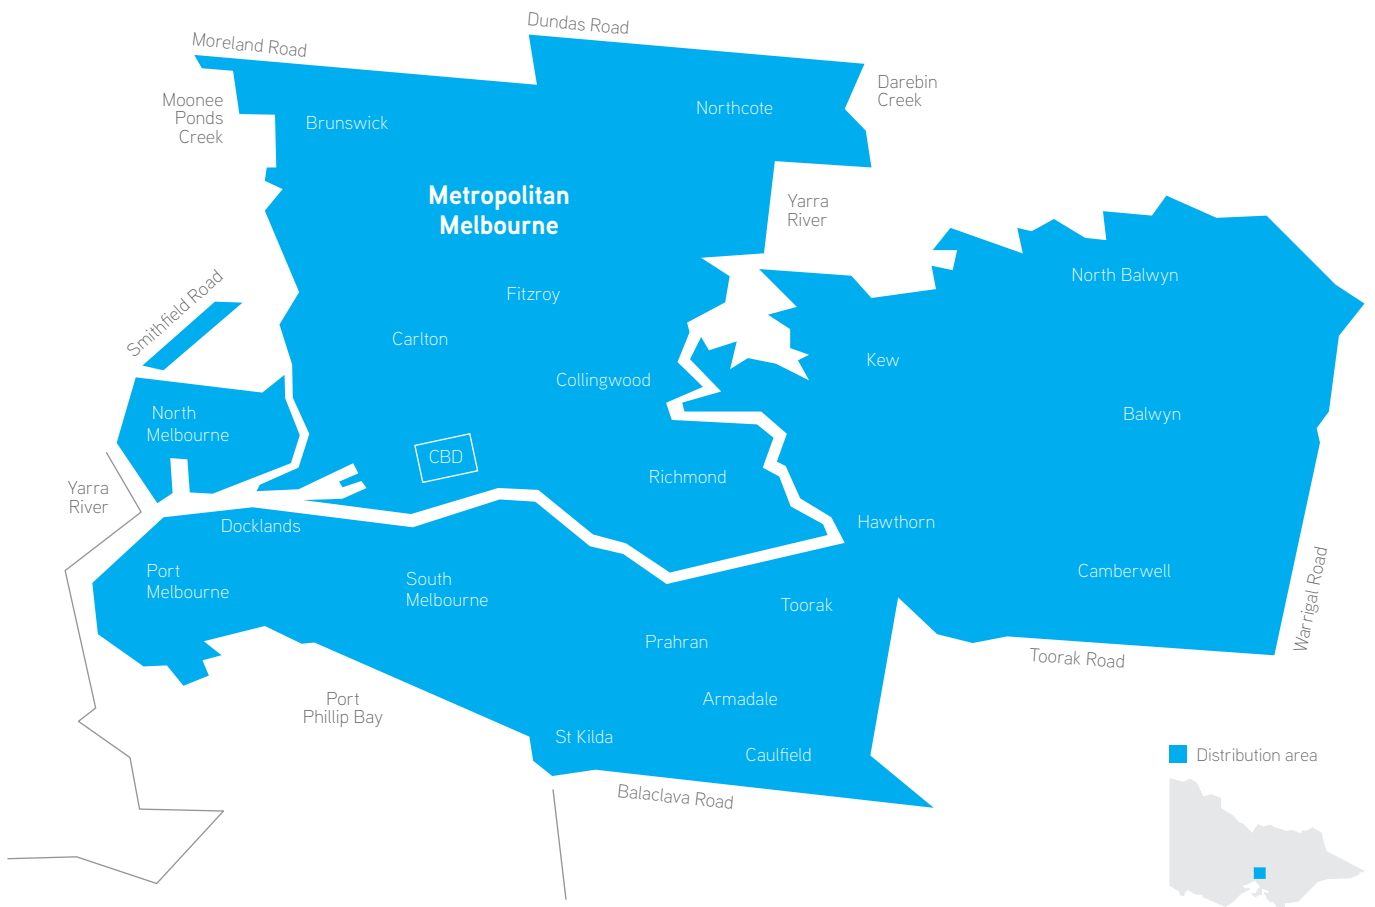 Dundas Road
Moreland Road
Darebin
Creek
Moonee
Ponds
Creek
Brunswick
Northcote
Metropolitan
Melbourne
Yarra
River
North Balwyn
Smithfield Road
Fitzroy
Carlton
Kew
Collingwood
North
Melbourne
Balwyn
CBD
Richmond
Yarra
River
Docklands
Hawthorn
Port
Melbourne
South
Melbourne
Camberwell
Warrigal Road
Toorak
Prahran
Toorak Road
Port
Phillip Bay
Armadale
St Kilda
Caulfield
Distribution area
Balaclava Road